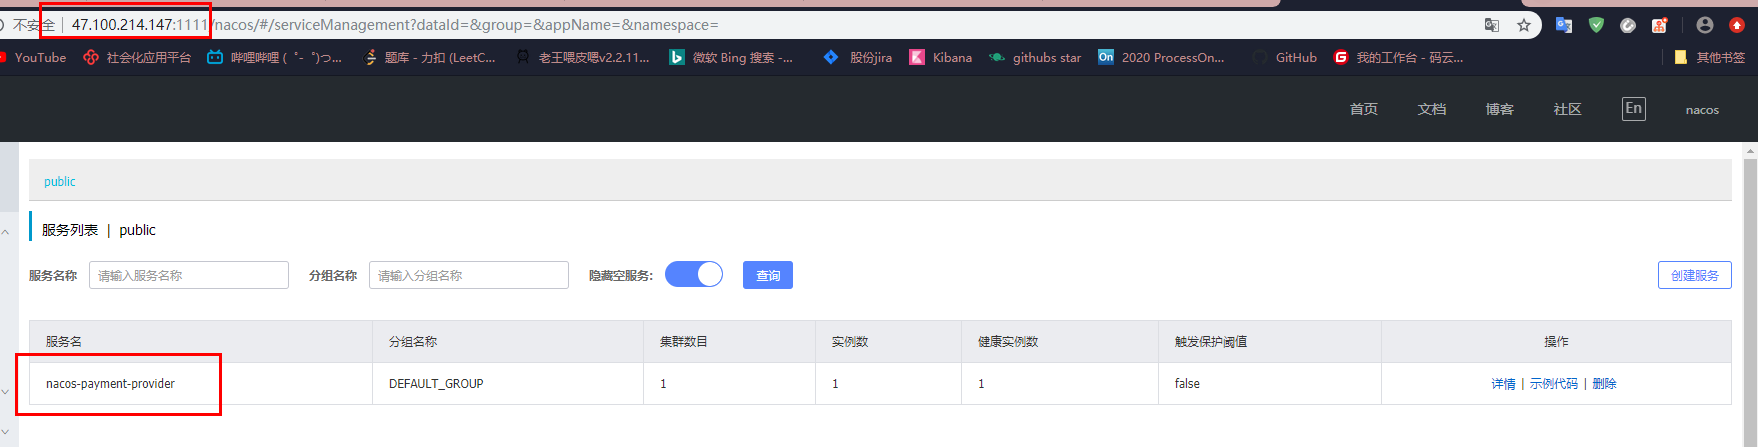 不安全 | 47.100.214.147:1111/nacos/#/serviceManagement?dataId=&group=&appName=&namespace=
YouTube 社会化应用平台 哔哩哔哩 (゜-゜)つ... 题库 - 力扣 (LeetC... 老王喂皮嗯v2.2.11... 微软 Bing 搜索 -... 股份jira Kibana githubs star 2020 ProcessOn... GitHub 我的工作台 - 码云... 其他书签
首页 文档 博客 社区 En nacos
public
服务列表 | public
服务名称 请输入服务名称 分组名称 请输入分组名称 隐藏空服务: 查询 创建服务
服务名 分组名称 集群数目 实例数 健康实例数 触发保护阈值 操作
nacos-payment-provider DEFAULT_GROUP 1 1 1 false 详情 | 示例代码 | 删除